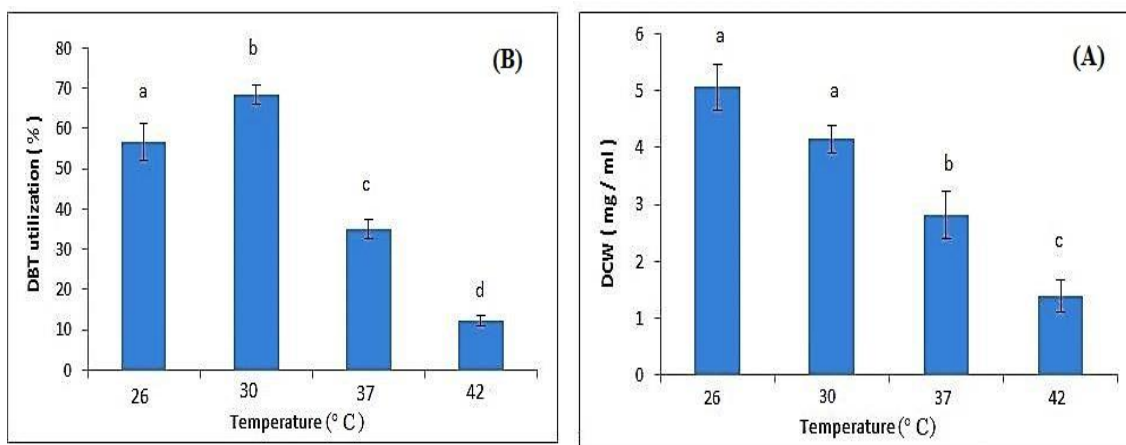 (B)
80
70
60
50
40
30
20
10
0
DBT utilization ( % )
a
b
c
d
26 30 37 42
Temperature (° C)
(A)
6
5
4
3
2
1
0
DCW ( mg / ml )
a
a
b
c
26 30 37 42
Temperature (° C)